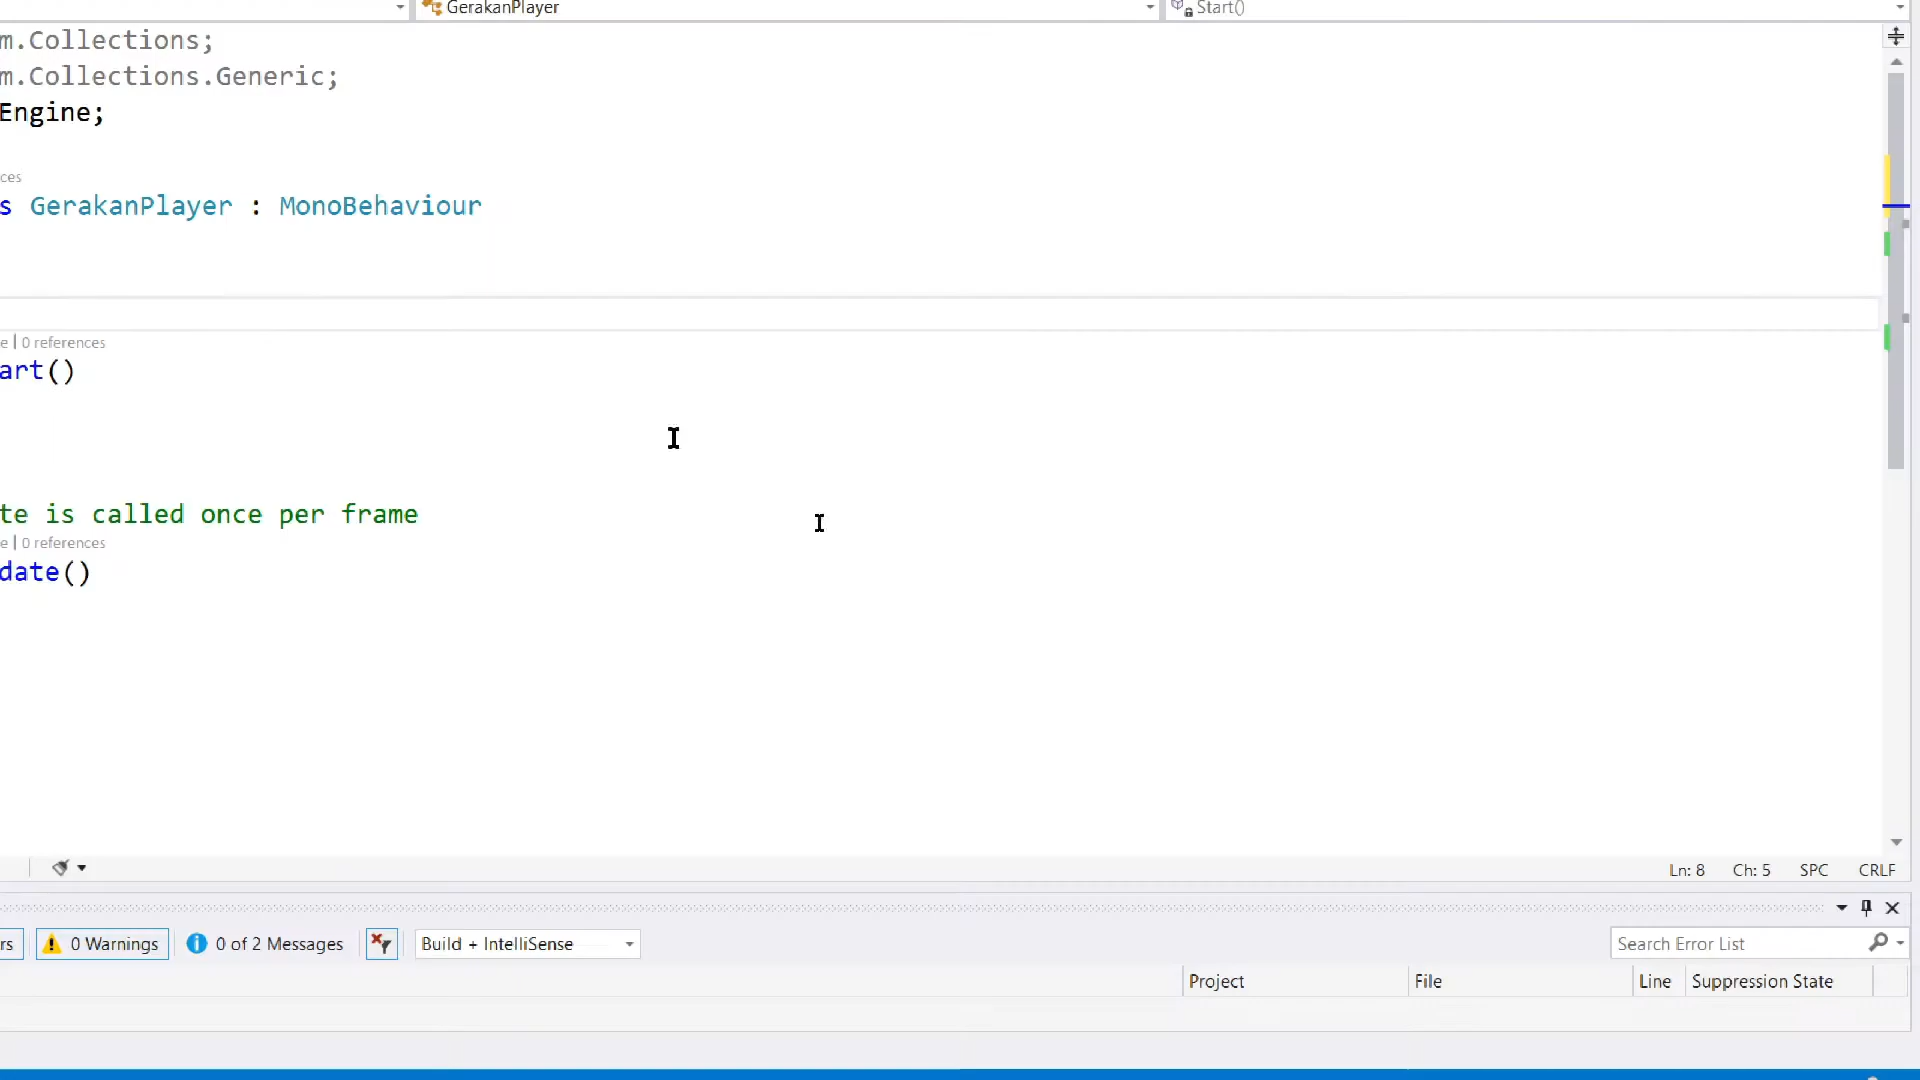 GerakanPlayer
Start()
m.Collections;
m.Collections.Generic;
Engine;
ces
s GerakanPlayer : MonoBehaviour
e | 0 references
art()
te is called once per frame
e | 0 references
date()
Ln: 8 Ch: 5 SPC CRLF
rs
0 Warnings
0 of 2 Messages
Build + IntelliSense
Search Error List
Project
File
Line
Suppression State